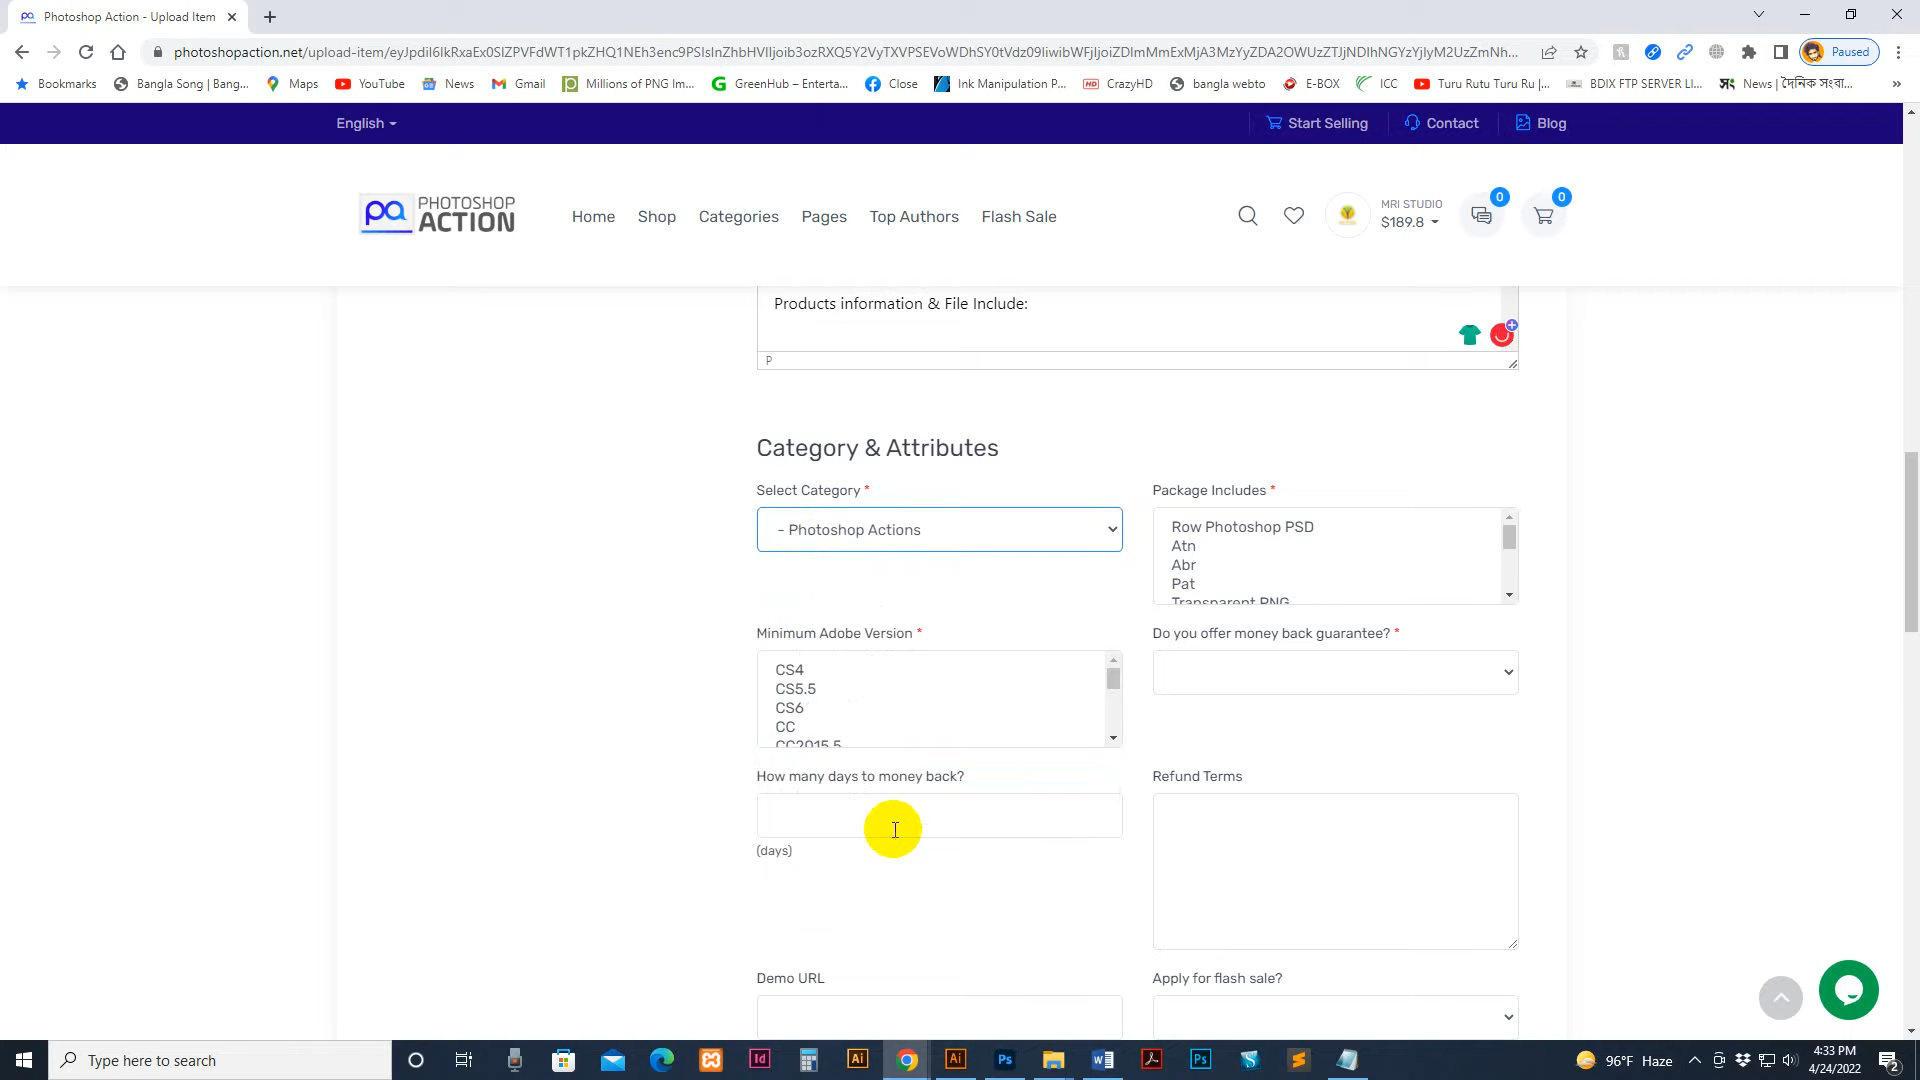 Photoshop Action - Upload Item
photoshopaction.net/upload-item/eyJpdiI6IkRxaEx0SlZPVFdWT1pkZHQ1NEh3enc9PSIsInZhbHVlIjoib3ozRXQ5Y2VyTXVPSEVoWDhSY0tVdz09IiwibWFjIjoiZDImMmExMjA3MzYyZDA2OWUzZTJjNDlhNGYzYjIyM2UzZmNh...
Paused
Bookmarks
Bangla Song | Bang...
Maps
YouTube
News
Gmail
Millions of PNG Im...
GreenHub – Enterta...
Close
Ink Manipulation P...
CrazyHD
bangla webto
E-BOX
ICC
Turu Rutu Turu Ru |...
BDIX FTP SERVER LI...
News | দৈনিক সংবা...
»
English
Start Selling
Contact
Blog
PHOTOSHOP
ACTION
Home
Shop
Categories
Pages
Top Authors
Flash Sale
MRI STUDIO
$189.8
0
0
Products information & File Include:
P
Category & Attributes
Select Category *
Package Includes *
- Photoshop Actions
Row Photoshop PSD
Atn
Abr
Pat
Transparent PNG
Minimum Adobe Version *
Do you offer money back guarantee? *
CS4
CS5.5
CS6
CC
CC2015.5
How many days to money back?
Refund Terms
(days)
Demo URL
Apply for flash sale?
Type here to search
96°F Haze
4:33 PM
4/24/2022
2